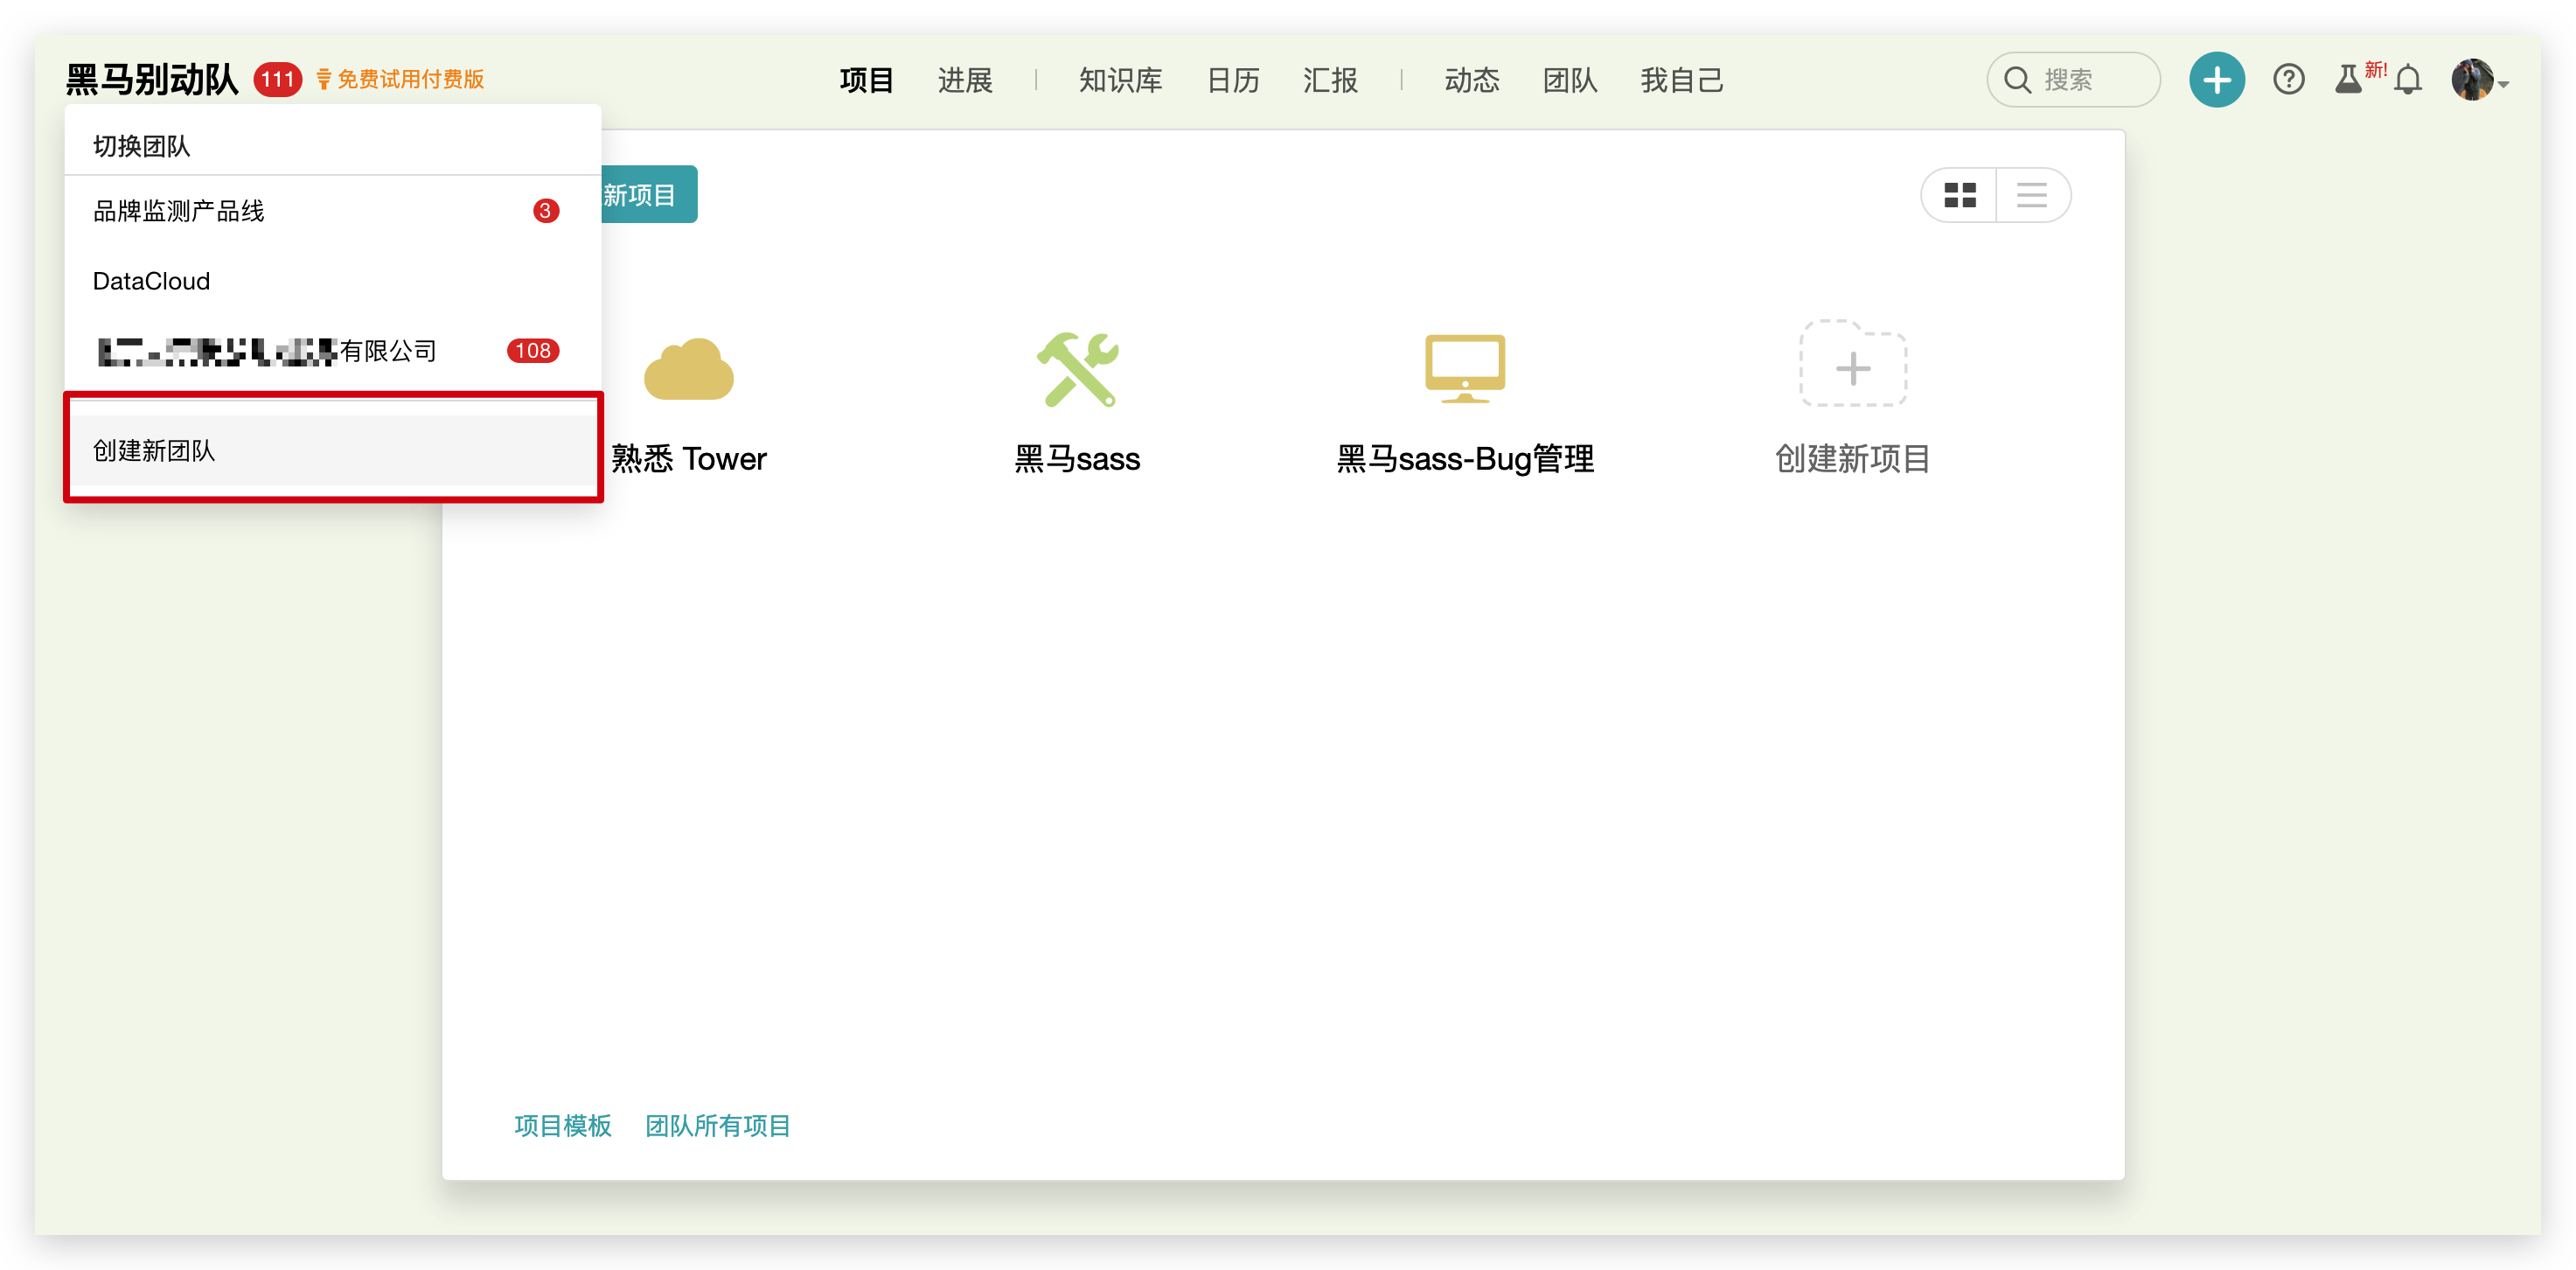 黑马别动队 111 免费试用付费版 项目 进展 知识库 日历 汇报 动态 团队 我自己 搜索 新!
切换团队
品牌监测产品线 3
DataCloud
有限公司 108
创建新团队
新项目
熟悉 Tower 黑马sass 黑马sass-Bug管理 创建新项目
项目模板 团队所有项目